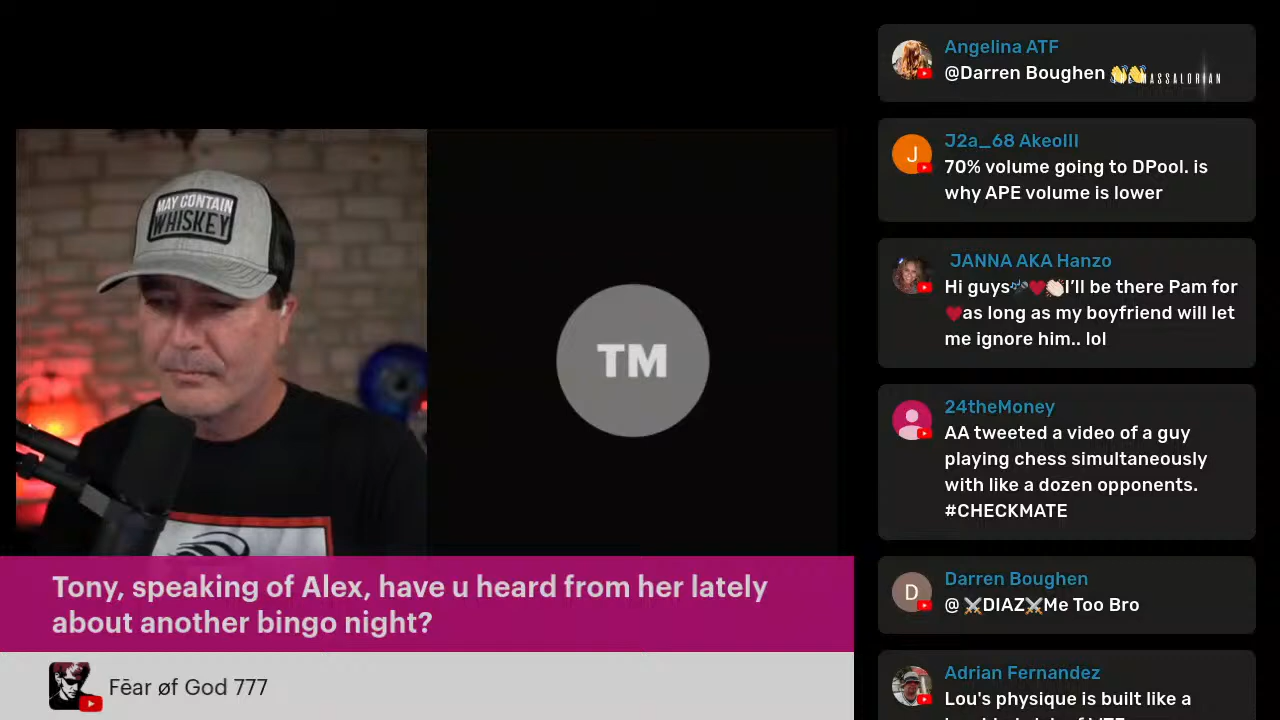 MAY CONTAIN
WHISKEY
TM
Tony, speaking of Alex, have u heard from her lately
about another bingo night?
Fēar øf God 777
Angelina ATF
@Darren Boughen 👏👏
MASSALORIAN
J
J2a_68 AkeoIII
70% volume going to DPool. is
why APE volume is lower
JANNA AKA Hanzo
Hi guys🎶♥️👏🏻I’ll be there Pam for
♥️as long as my boyfriend will let
me ignore him.. lol
24theMoney
AA tweeted a video of a guy
playing chess simultaneously
with like a dozen opponents.
#CHECKMATE
D
Darren Boughen
@ ⚔️DIAZ⚔️Me Too Bro
Adrian Fernandez
Lou's physique is built like a